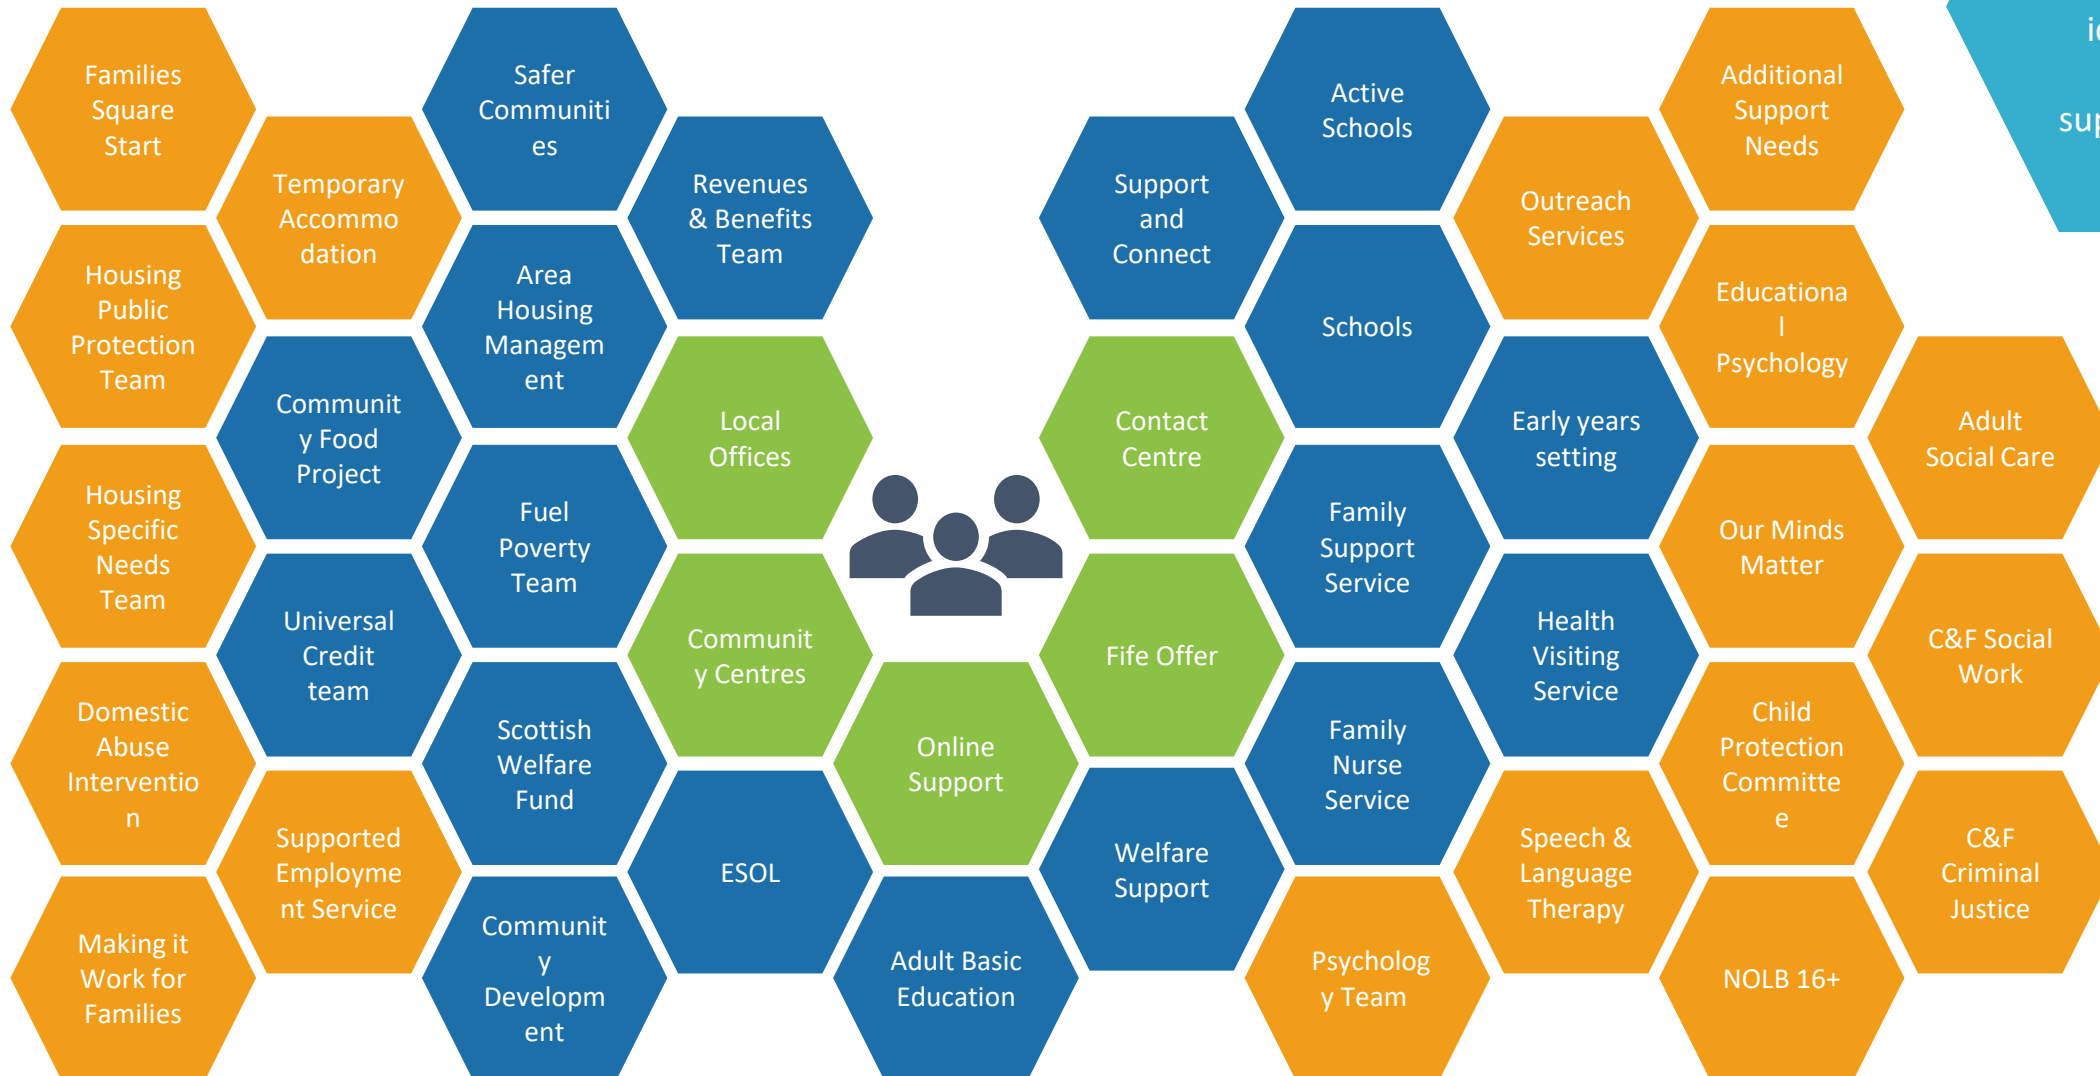 Families
Square
Start
Temporary
Accommo
dation
Safer
Communiti
es
Revenues
& Benefits
Team
Housing
Public
Protection
Team
Community
y Food
Project
Area
Housing
Managem
ent
Local
Offices
Housing
Specific
Needs
Team
Universal
Credit
team
Fuel
Poverty
Team
Communit
y Centres
Domestic
Abuse
Interventio
n
Supported
Employme
nt Service
Scottish
Welfare
Fund
ESOL
Making it
Work for
Families
Communit
y
Developm
ent
Adult Basic
Education
Online
Support
Support
and
Connect
Active
Schools
Outreach
Services
Additional
Support
Needs
Contact
Centre
Schools
Early years
setting
Educationa
l
Psychology
Adult
Social Care
Fife Offer
Family
Support
Service
Health
Visiting
Service
Our Minds
Matter
C&F Social
Work
Welfare
Support
Family
Nurse
Service
Speech &
Language
Therapy
Child
Protection
Committe
e
C&F
Criminal
Justice
Psycholog
y Team
NOLB 16+